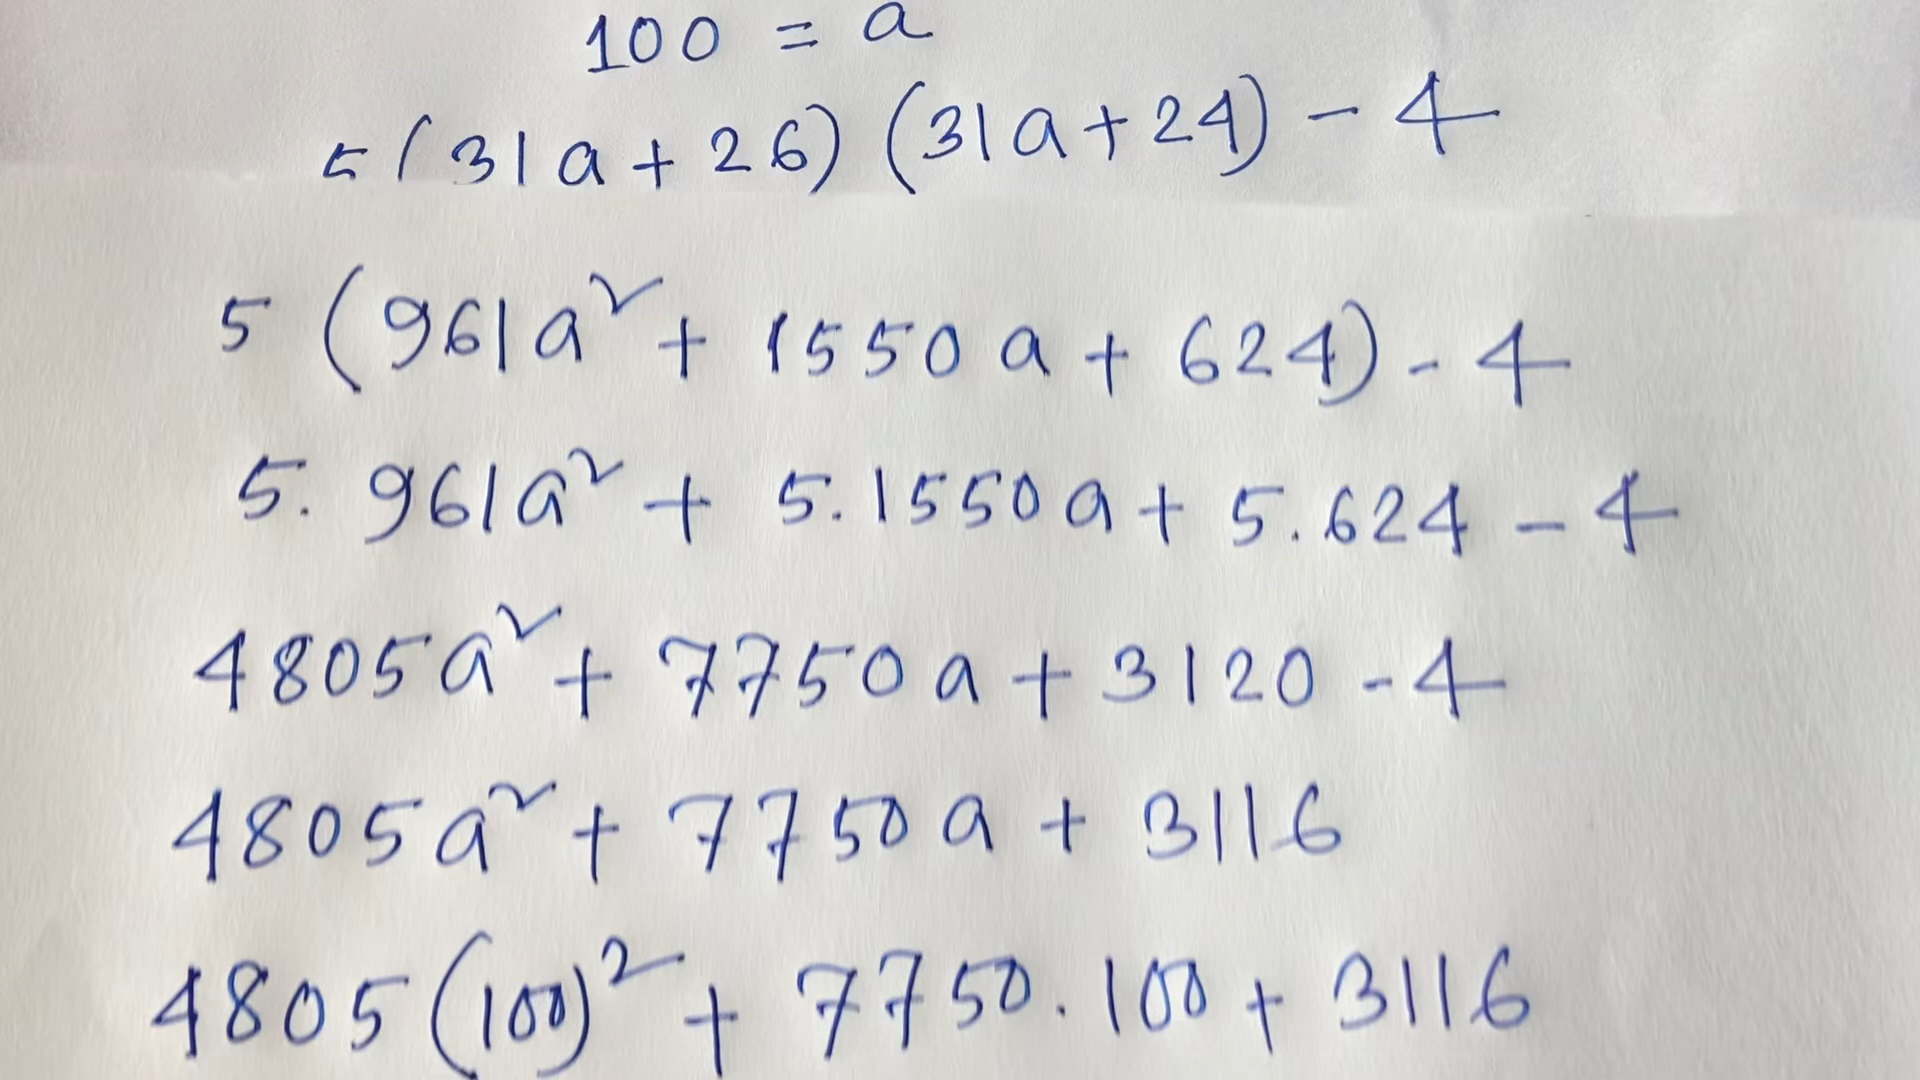 100 = a
5(31a+26)(31a+24)-4
5(961a²+1550a+624)-4
5.961a²+5.1550a+5.624-4
4805a²+7750a+3120-4
4805a²+7750a+3116
4805(100)²+7750.100+3116